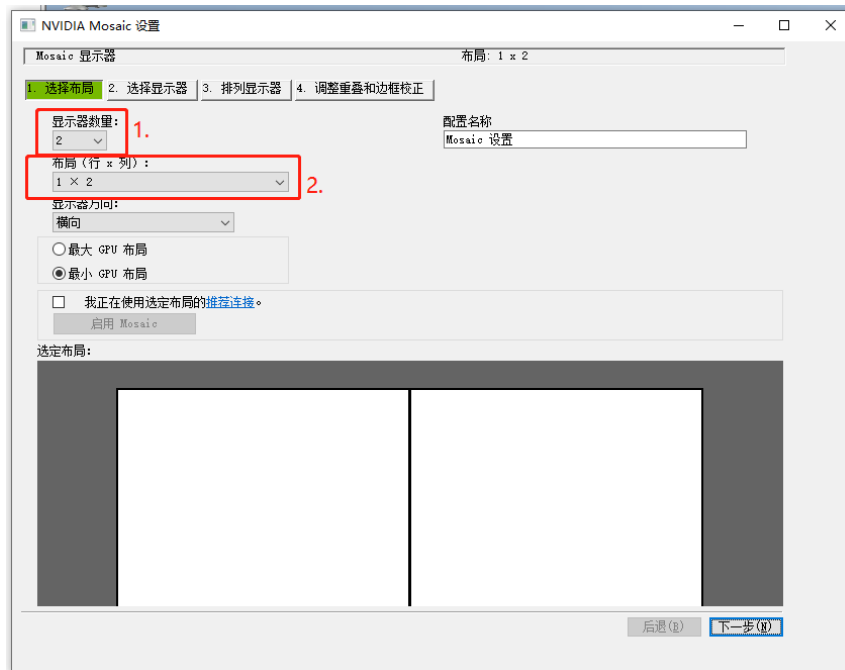 NVIDIA Mosaic 设置
Mosaic 显示器 布局: 1 x 2
1. 选择布局 2. 选择显示器 3. 排列显示器 4. 调整重叠和边框校正
显示器数量: 1. 配置名称
2 Mosaic 设置
布局（行 x 列）:
1 × 2 2.
显示器方向:
横向
最大 GPU 布局
最小 GPU 布局
我正在使用选定布局的推荐连接。
启用 Mosaic
选定布局:
后退(B) 下一步(N)